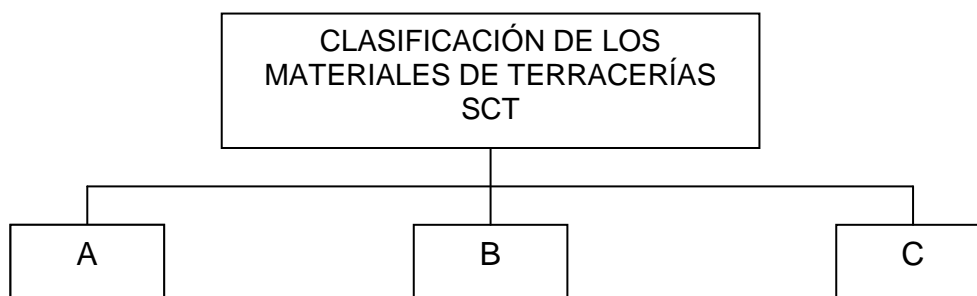 CLASIFICACIÓN DE LOS
MATERIALES DE TERRACERÍAS
SCT
A
B
C